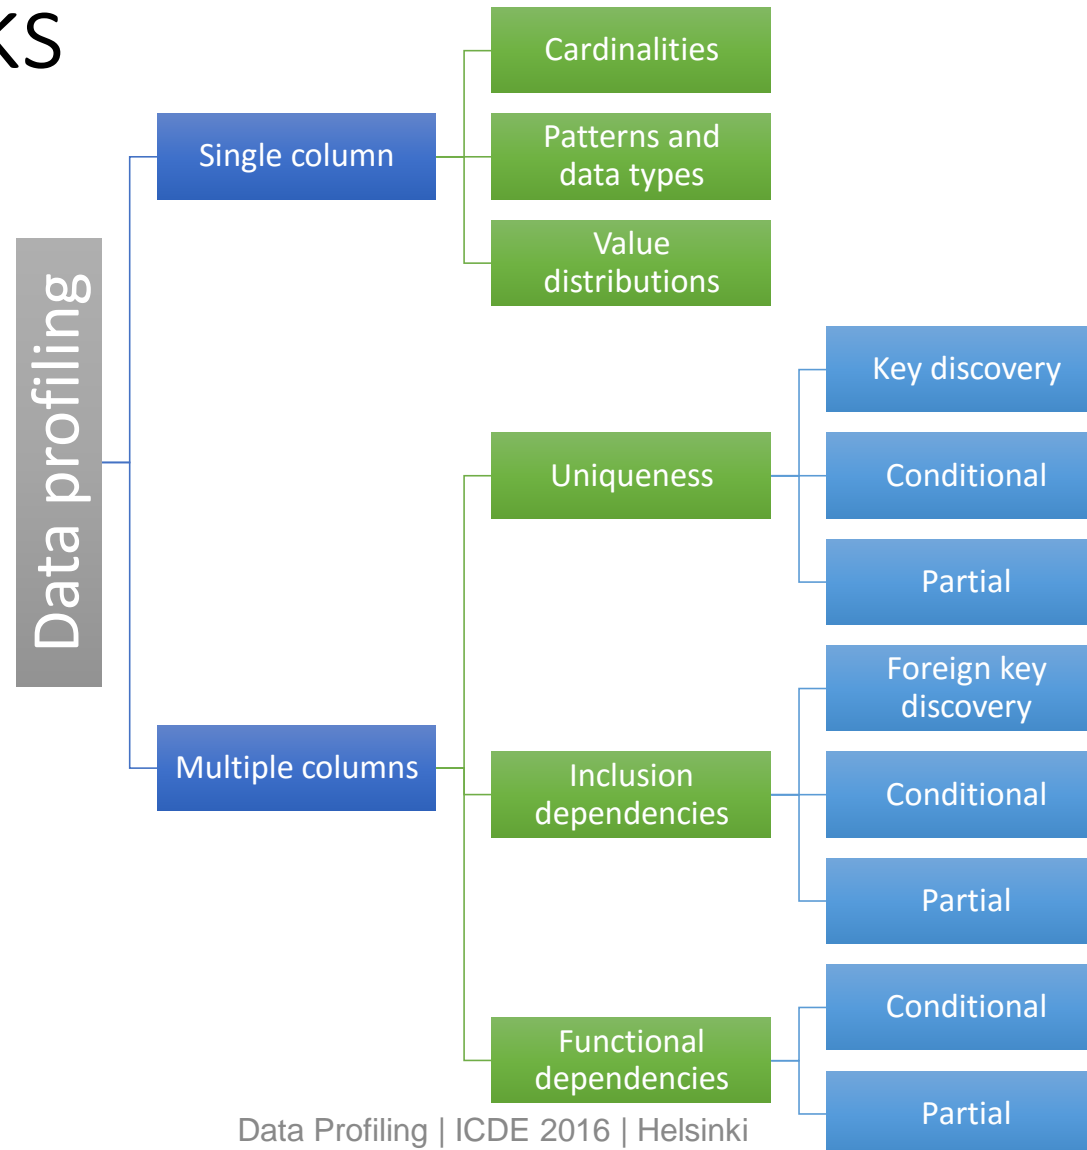 ks
Data profiling
Single column
Cardinalities
Patterns and
data types
Value
distributions
Multiple columns
Uniqueness
Key discovery
Conditional
Partial
Inclusion
dependencies
Foreign key
discovery
Conditional
Partial
Functional
dependencies
Conditional
Partial
Data Profiling | ICDE 2016 | Helsinki